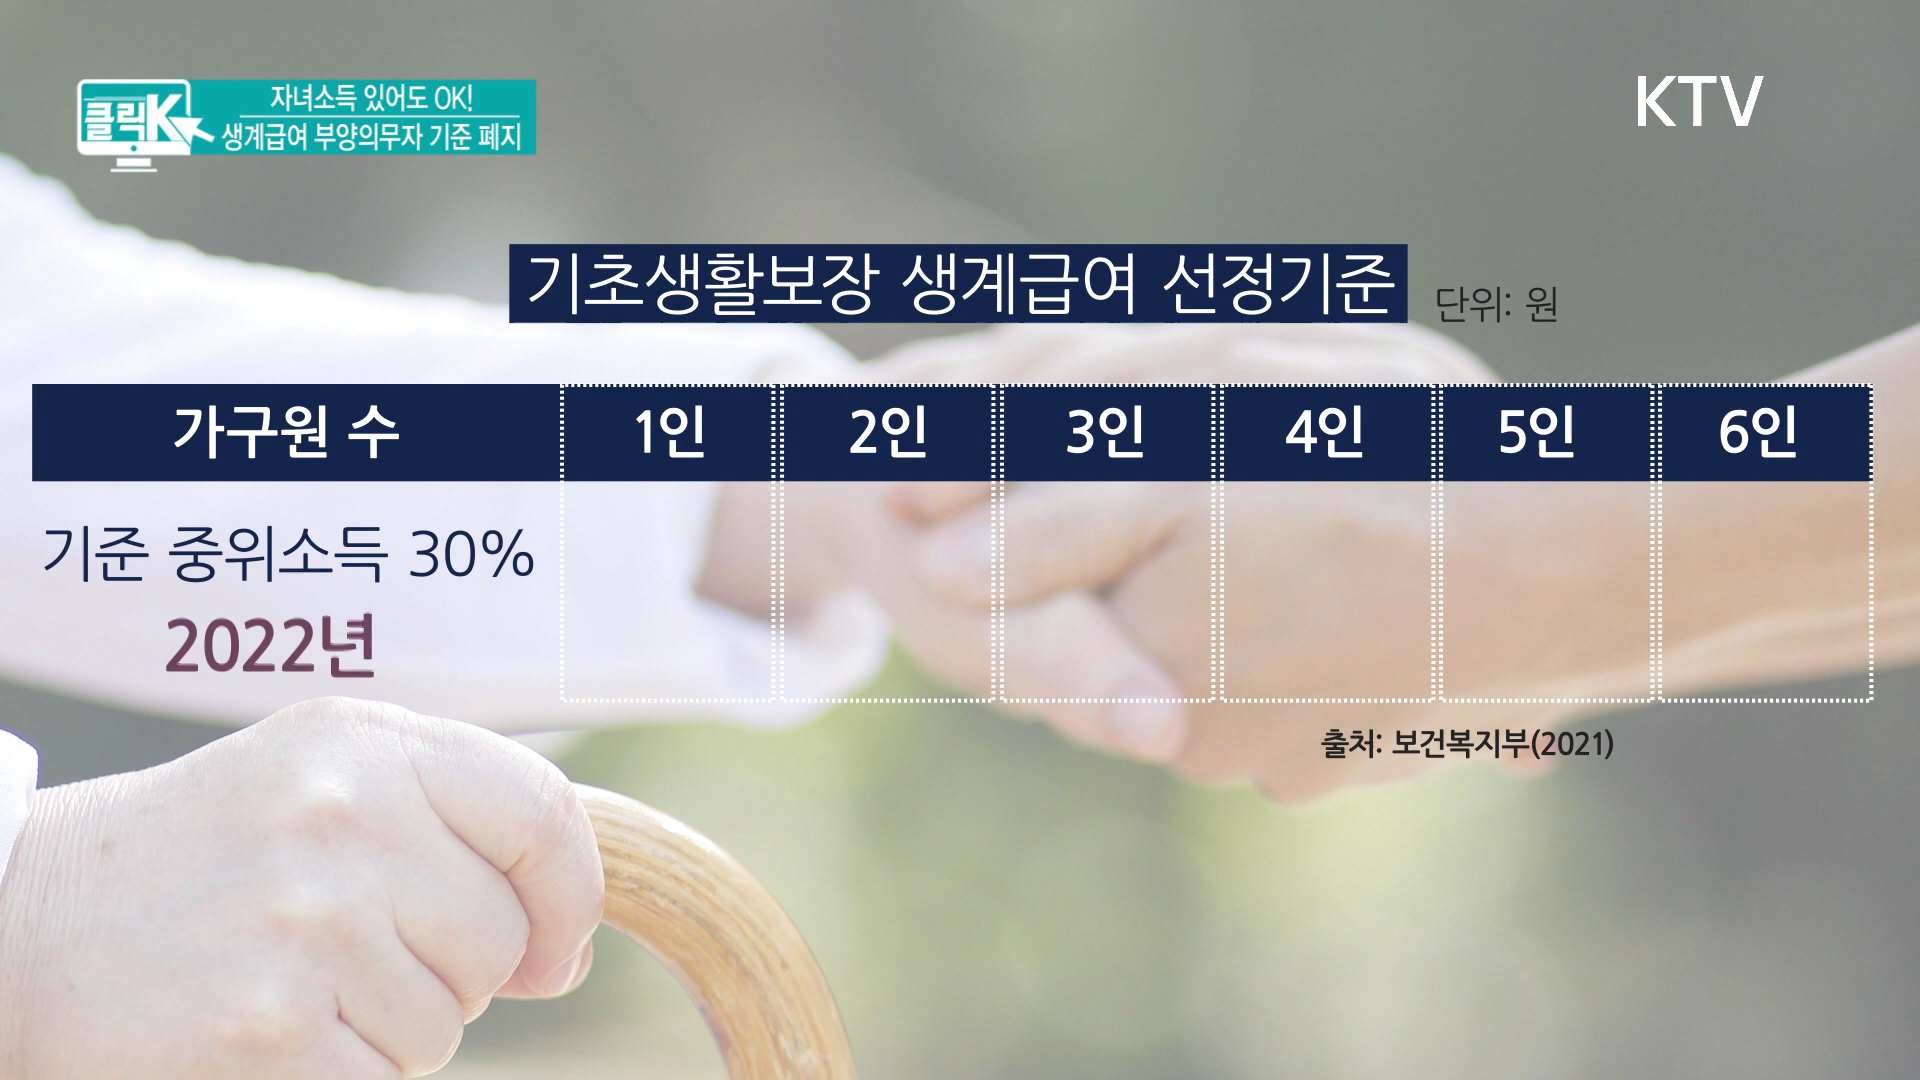 클릭K
자녀소득 있어도 OK!
생계급여 부양의무자 기준 폐지
KTV
기초생활보장 생계급여 선정기준 단위: 원
가구원 수 1인 2인 3인 4인 5인 6인
기준 중위소득 30%
2022년
출처: 보건복지부(2021)